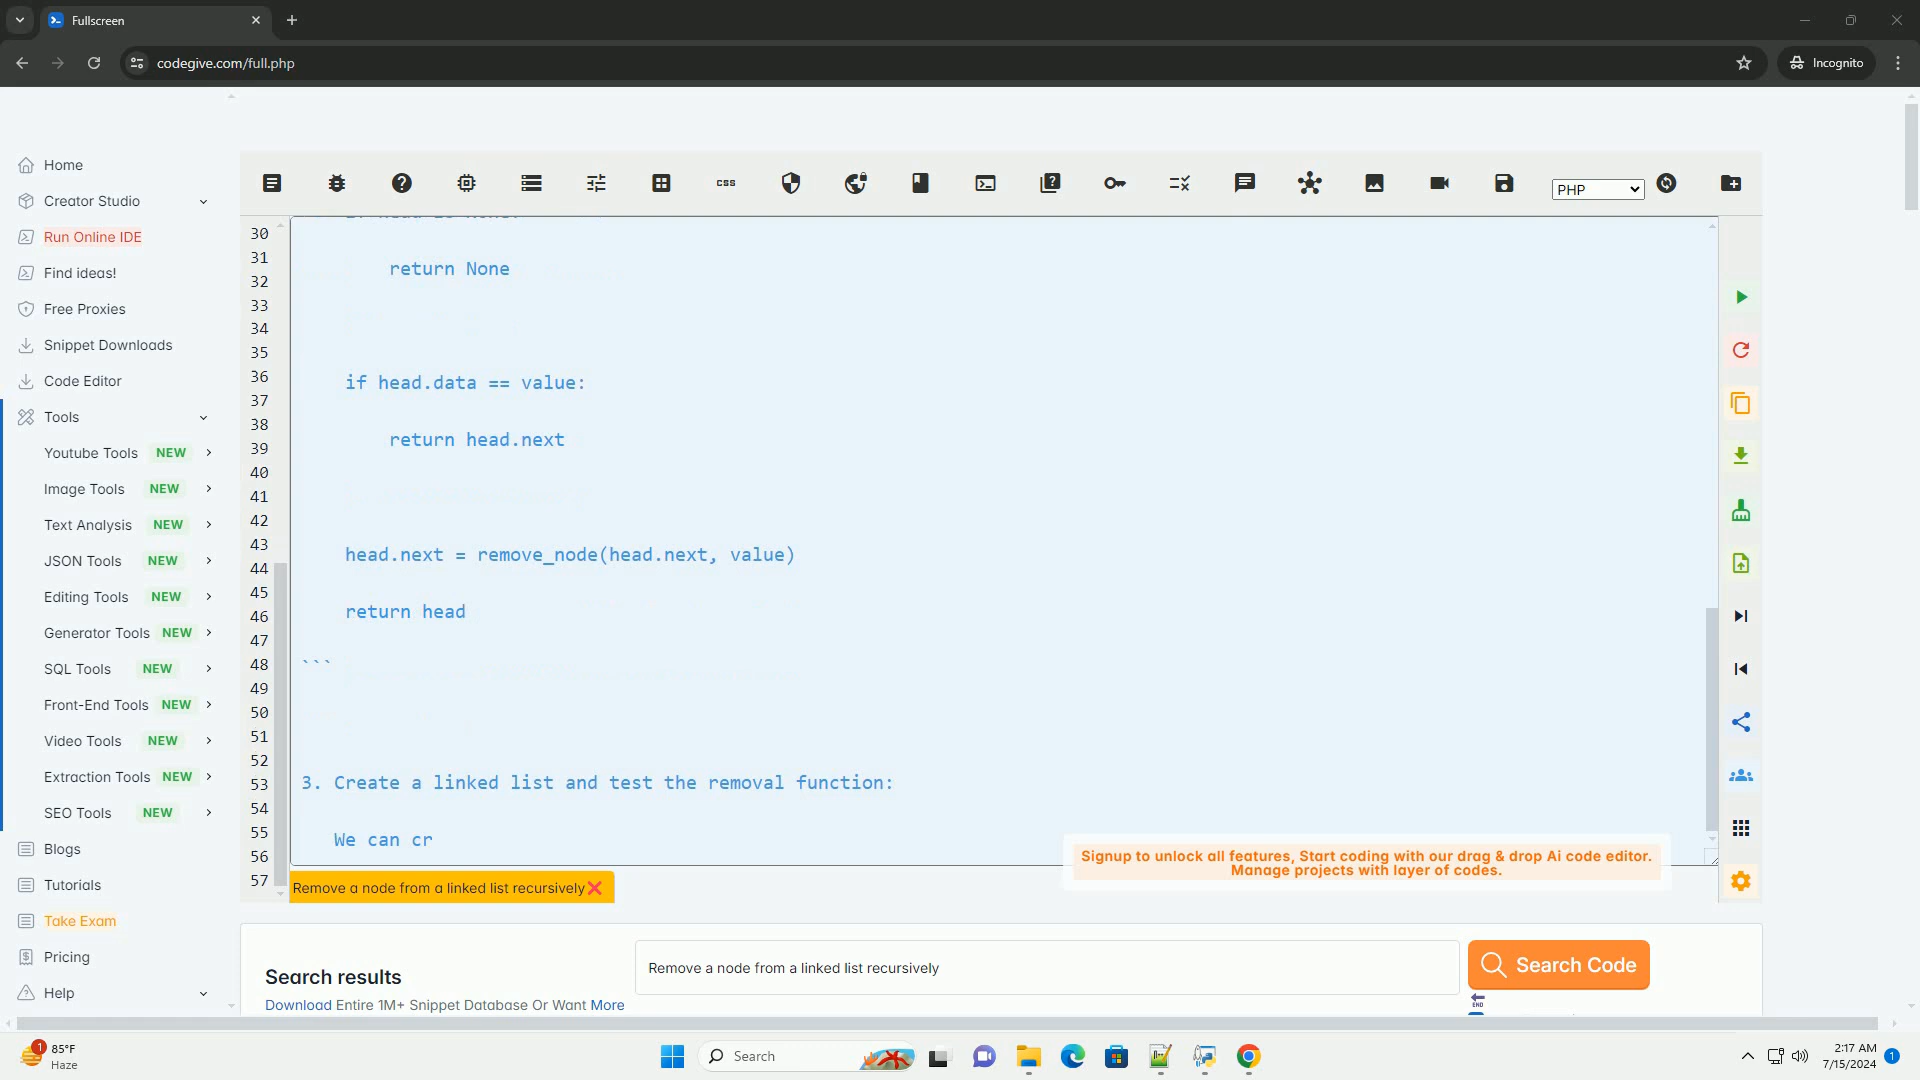 Fullscreen
codegive.com/full.php
Incognito
Home
Creator Studio
Run Online IDE
Find ideas!
Free Proxies
Snippet Downloads
Code Editor
Tools
Youtube Tools NEW
Image Tools NEW
Text Analysis NEW
JSON Tools NEW
Editing Tools NEW
Generator Tools NEW
SQL Tools NEW
Front-End Tools NEW
Video Tools NEW
Extraction Tools NEW
SEO Tools NEW
Blogs
Tutorials
Take Exam
Pricing
Help
css
PHP
30
31
32
33
34
35
36
37
38
39
40
41
42
43
44
45
46
47
48
49
50
51
52
53
54
55
56
57
return None
if head.data == value:
return head.next
head.next = remove_node(head.next, value)
return head
```
3. Create a linked list and test the removal function:
We can cr
Signup to unlock all features, Start coding with our drag & drop Ai code editor.
Manage projects with layer of codes.
Remove a node from a linked list recursively
Search results
Download Entire 1M+ Snippet Database Or Want More
Remove a node from a linked list recursively
Search Code
END
1
85°F
Haze
Search
2:17 AM
7/15/2024
1